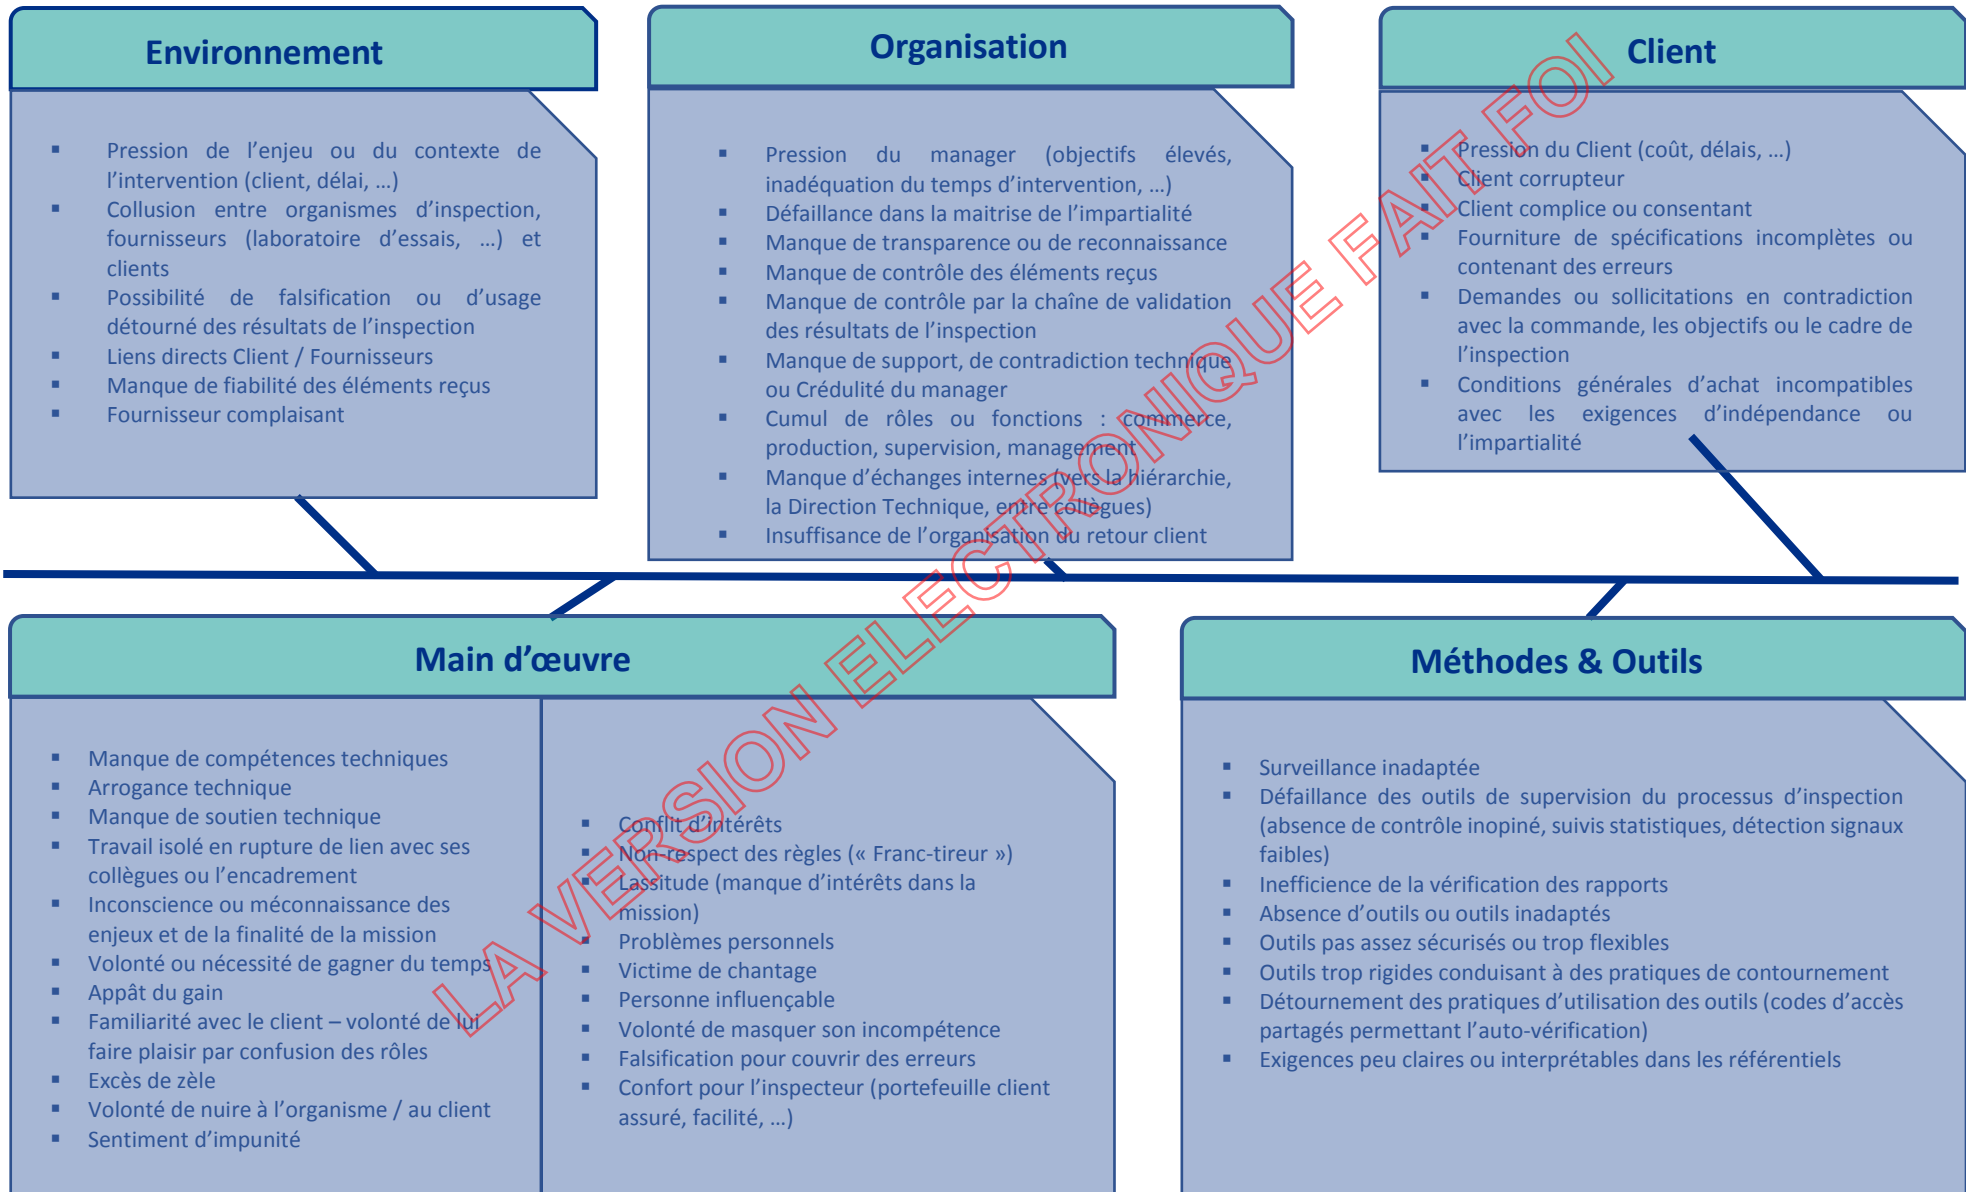 Environnement
▪ Pression de l’enjeu ou du contexte de
l’intervention (client, délai, …)
▪ Collusion entre organismes d’inspection,
fournisseurs (laboratoire d’essais, …) et
clients
▪ Possibilité de falsification ou d’usage
détourné des résultats de l’inspection
▪ Liens directs Client / Fournisseurs
▪ Manque de fiabilité des éléments reçus
▪ Fournisseur complaisant
Organisation
▪ Pression du manager (objectifs élevés,
inadéquation du temps d’intervention, …)
▪ Défaillance dans la maitrise de l’impartialité
▪ Manque de transparence ou de reconnaissance
▪ Manque de contrôle des éléments reçus
▪ Manque de contrôle par la chaîne de validation
des résultats de l’inspection
▪ Manque de support, de contradiction technique
ou Crédulité du manager
▪ Cumul de rôles ou fonctions : commerce,
production, supervision, management
▪ Manque d’échanges internes (vers la hiérarchie,
la Direction Technique, entre collègues)
▪ Insuffisance de l’organisation du retour client
Client
▪ Pression du Client (coût, délais, …)
▪ Client corrupteur
▪ Client complice ou consentant
▪ Fourniture de spécifications incomplètes ou
contenant des erreurs
▪ Demandes ou sollicitations en contradiction
avec la commande, les objectifs ou le cadre de
l’inspection
▪ Conditions générales d’achat incompatibles
avec les exigences d’indépendance ou
l’impartialité
Main d’œuvre
▪ Manque de compétences techniques
▪ Arrogance technique
▪ Manque de soutien technique
▪ Travail isolé en rupture de lien avec ses
collègues ou l’encadrement
▪ Inconscience ou méconnaissance des
enjeux et de la finalité de la mission
▪ Volonté ou nécessité de gagner du temps
▪ Appât du gain
▪ Familiarité avec le client – volonté de lui
faire plaisir par confusion des rôles
▪ Excès de zèle
▪ Volonté de nuire à l’organisme / au client
▪ Sentiment d’impunité
▪ Conflit d’intérêts
▪ Non-respect des règles (« Franc-tireur »)
▪ Lassitude (manque d’intérêts dans la
mission)
▪ Problèmes personnels
▪ Victime de chantage
▪ Personne influençable
▪ Volonté de masquer son incompétence
▪ Falsification pour couvrir des erreurs
▪ Confort pour l’inspecteur (portefeuille client
assuré, facilité, …)
Méthodes & Outils
▪ Surveillance inadaptée
▪ Défaillance des outils de supervision du processus d’inspection
(absence de contrôle inopiné, suivis statistiques, détection signaux
faibles)
▪ Inefficience de la vérification des rapports
▪ Absence d’outils ou outils inadaptés
▪ Outils pas assez sécurisés ou trop flexibles
▪ Outils trop rigides conduisant à des pratiques de contournement
▪ Détournement des pratiques d’utilisation des outils (codes d’accès
partagés permettant l’auto-vérification)
▪ Exigences peu claires ou interprétables dans les référentiels
LA VERSION ELECTRONIQUE FAIT FOI